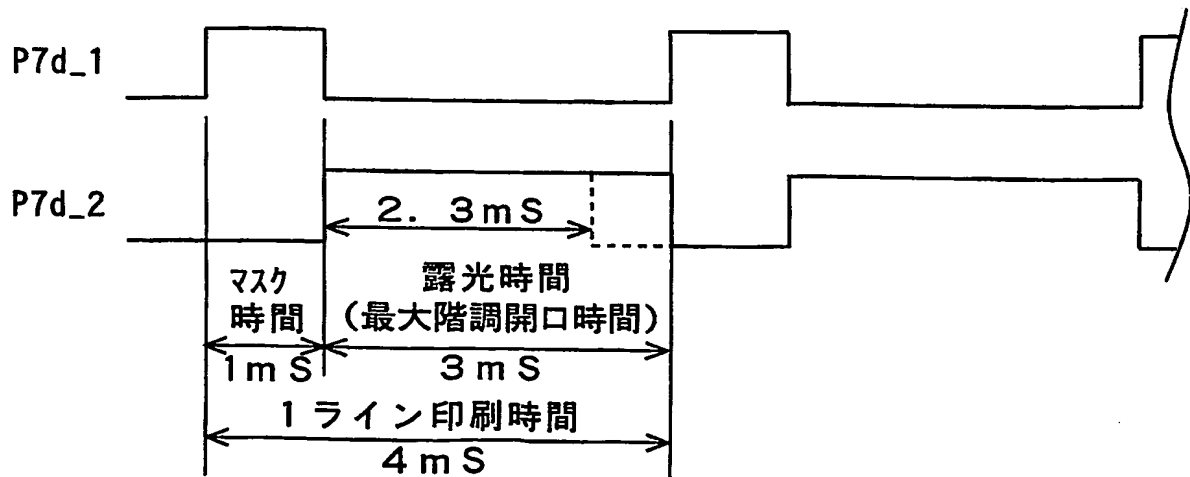 P7d_1
P7d_2
2. 3mS
マスク
時間
露光時間
(最大階調開口時間)
1mS
3mS
1ライン印刷時間
4mS